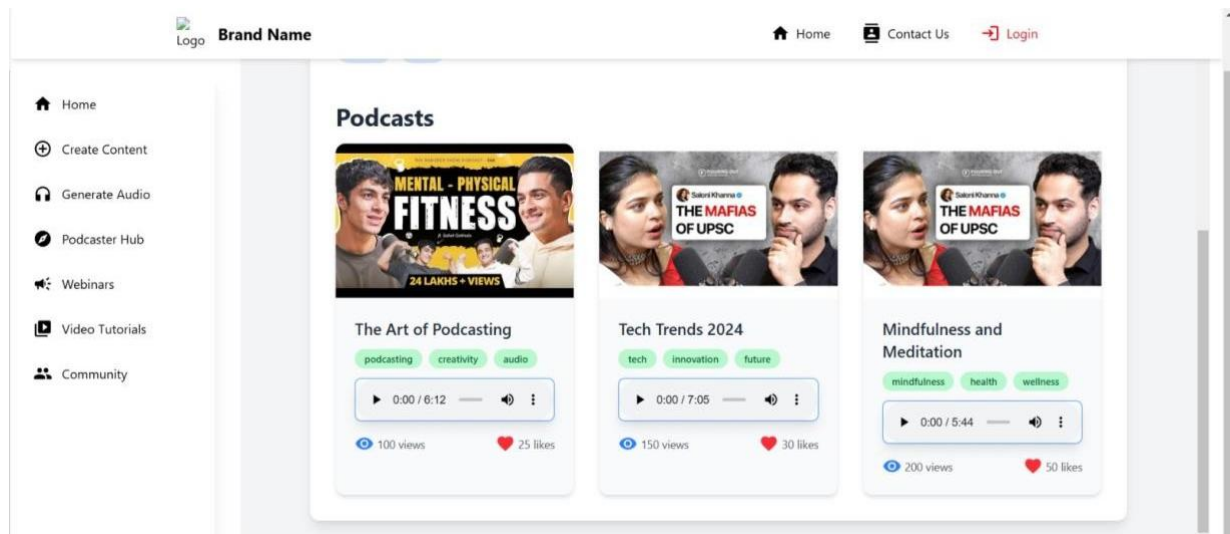 Logo Brand Name
Home Contact Us Login
Home
Create Content
Generate Audio
Podcaster Hub
Webinars
Video Tutorials
Community
Podcasts
MENTAL - PHYSICAL
FITNESS
24 LAKHS + VIEWS
The Art of Podcasting
podcasting creativity audio
0:00 / 6:12
100 views 25 likes
Saloni Khanna
THE MAFIAS
OF UPSC
Tech Trends 2024
tech innovation future
0:00 / 7:05
150 views 30 likes
Saloni Khanna
THE MAFIAS
OF UPSC
Mindfulness and
Meditation
mindfulness health wellness
0:00 / 5:44
200 views 50 likes